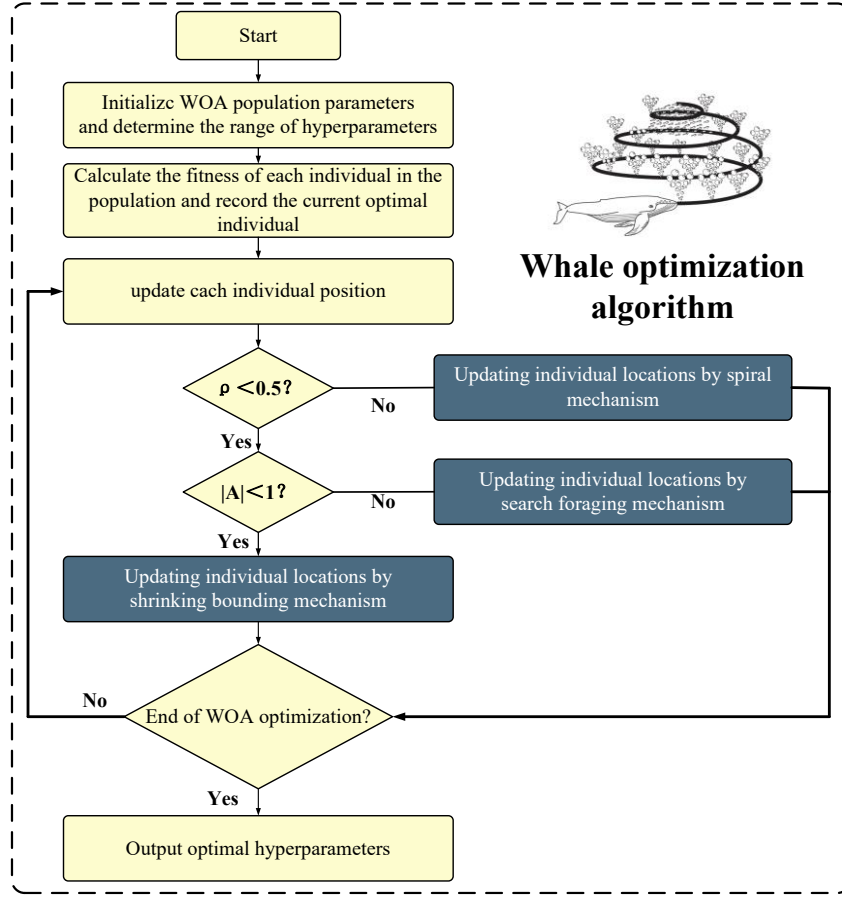 Start
Initializc WOA population parameters
and determine the range of hyperparameters
Calculate the fitness of each individual in the
population and record the current optimal
individual
Whale optimization
algorithm
update cach individual position
ρ <0.5?
No
Updating individual locations by spiral
mechanism
Yes
|A|<1?
No
Updating individual locations by
search foraging mechanism
Yes
Updating individual locations by
shrinking bounding mechanism
No
End of WOA optimization?
Yes
Output optimal hyperparameters